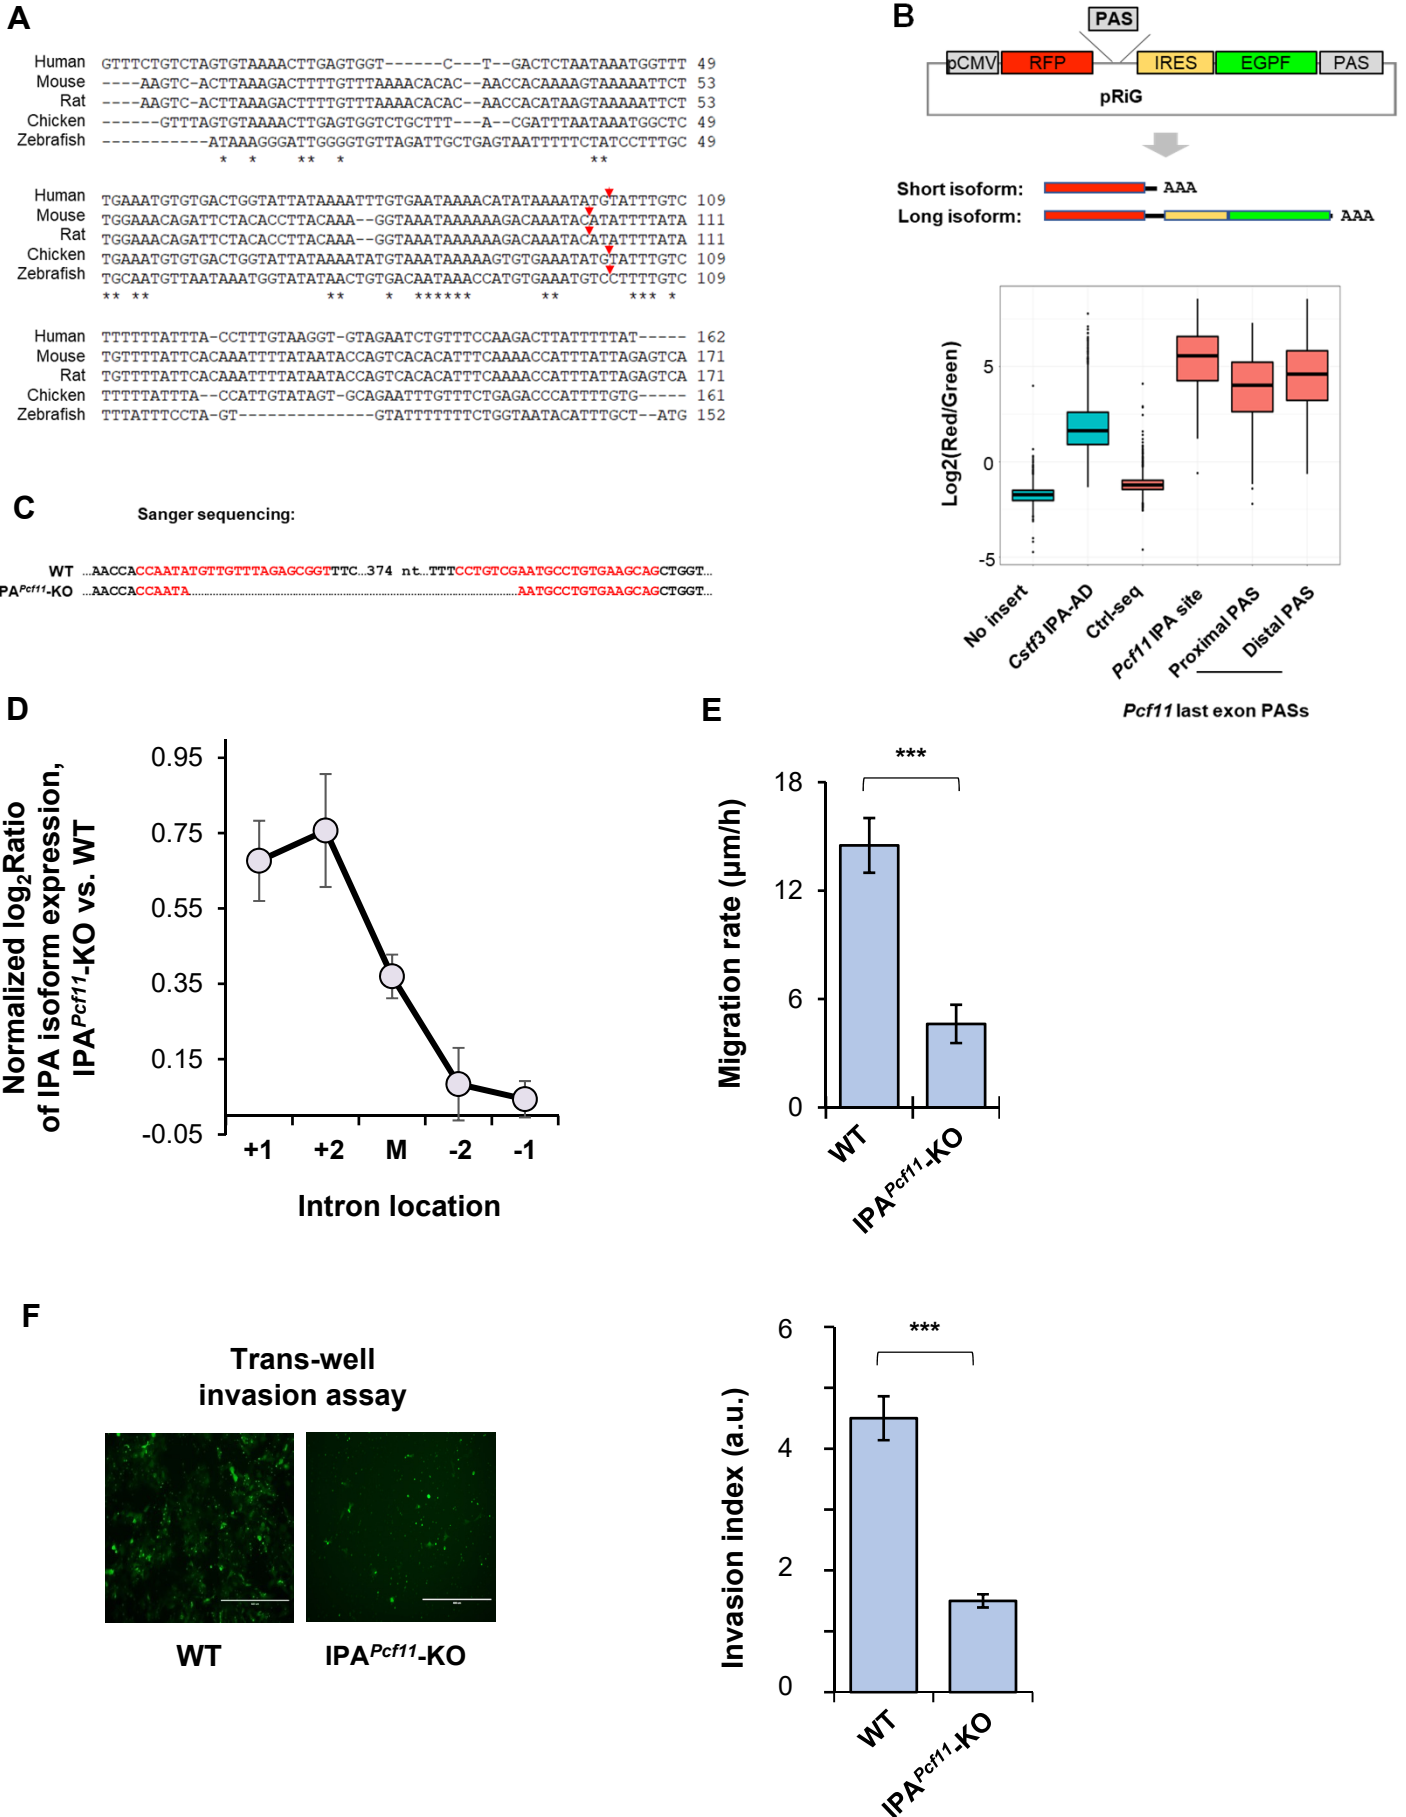 A
Human GTTTCTGTCTAGTGTAAAACTTGAGTGGT------C---T--GACTCTAATAAATGGTTT 49
Mouse ----AAGTC-ACTTAAAGACTTTTGTTTAAAACACAC--AACCACAAAAGTAAAAATTCT 53
Rat ----AAGTC-ACTTAAAGACTTTTGTTTAAAACACAC--AACCACATAAGTAAAAATTCT 53
Chicken ------GTTTAGTGTAAAACTTGAGTGGTCTGCTTT---A--CGATTTAATAAATGGCTC 49
Zebrafish -----------ATAAAGGGATTGGGGTGTTAGATTGCTGAGTAATTTTTCTATCCTTTGC 49
* * ** * **
Human TGAAATGTGTGACTGGTATTATAAAATTTGTGAATAAAACATATAAAATATGTATTTGTC 109
Mouse TGGAAACAGATTCTACACCTTACAAA--GGTAAATAAAAAAGACAAATACATATTTTATA 111
Rat TGGAAACAGATTCTACACCTTACAAA--GGTAAATAAAAAAGACAAATACATATTTTATA 111
Chicken TGAAATGTGTGACTGGTATTATAAAATATGTAAATAAAAAGTGTGAAATATGTATTTGTC 109
Zebrafish TGCAATGTTAATAAATGGTATATAACTGTGACAATAAACCATGTGAAATGTCCTTTTGTC 109
** ** ** * ****** ** *** *
Human TTTTTTATTTA-CCTTTGTAAGGT-GTAGAATCTGTTTCCAAGACTTATTTTTAT----- 162
Mouse TGTTTTATTCACAAATTTTATAATACCAGTCACACATTTCAAAACCATTTATTAGAGTCA 171
Rat TGTTTTATTCACAAATTTTATAATACCAGTCACACATTTCAAAACCATTTATTAGAGTCA 171
Chicken TTTTTATTTA--CCATTGTATAGT-GCAGAATTTGTTTCTGAGACCCATTTTGTG----- 161
Zebrafish TTTATTTCCTA-GT--------------GTATTTTTTTCTGGTAATACATTTGCT--ATG 152
B
PAS
pCMV RFP IRES EGPF PAS
pRiG
Short isoform: AAA
Long isoform: AAA
Log2(Red/Green)
5
0
-5
No insert
Cstf3 IPA-AD
Ctrl-seq
Pcf11 IPA site
Proximal PAS
Distal PAS
Pcf11 last exon PASs
C
Sanger sequencing:
WT …AACCACCAATATGTTGTTTAGAGCGGTTTTC…374 nt…TTTCCTGTCGAATGCCTGTGAAGCAGCTGGT…
PAPcf11-KO …AACCACCAATA…AATGCCTGTGAAGCAGCTGGT…
D
Normalized log2Ratio
of IPA isoform expression,
IPAPcf11-KO vs. WT
0.95
0.75
0.55
0.35
0.15
-0.05
+1 +2 M -2 -1
Intron location
E
***
Migration rate (µm/h)
18
12
6
0
WT
IPAPcf11-KO
F
Trans-well
invasion assay
WT IPAPcf11-KO
***
Invasion index (a.u.)
6
4
2
0
WT
IPAPcf11-KO